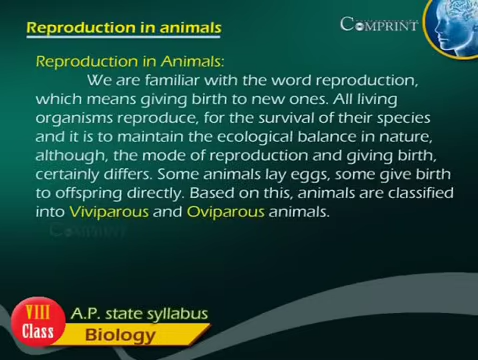 Reproduction in animals
COMPRINT
Reproduction in Animals:
We are familiar with the word reproduction,
which means giving birth to new ones. All living
organisms reproduce, for the survival of their species
and it is to maintain the ecological balance in nature,
although, the mode of reproduction and giving birth,
certainly differs. Some animals lay eggs, some give birth
to offspring directly. Based on this, animals are classified
into Viviparous and Oviparous animals.
COMPRINT
VIII
Class
A.P. state syllabus
Biology